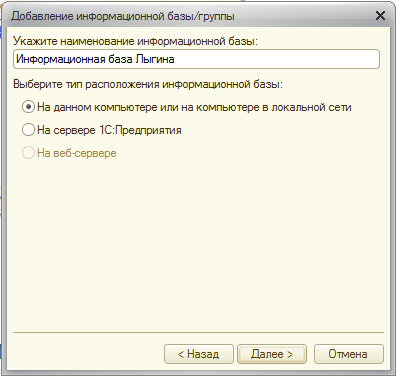 Добавление информационной базы/группы
Укажите наименование информационной базы:
Информационная база Лыгина
Выберите тип расположения информационной базы:
На данном компьютере или на компьютере в локальной сети
На сервере 1С:Предприятия
На веб-сервере
< Назад Далее > Отмена